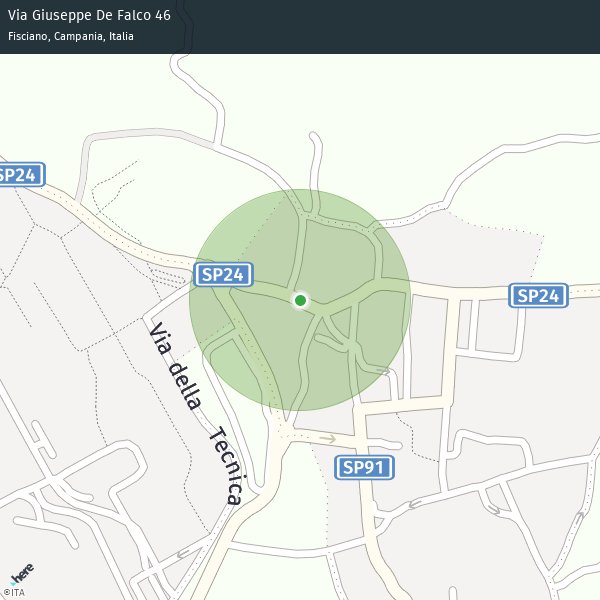 Via Giuseppe De Falco 46
Fisciano, Campania, Italia
SP24
SP24
SP24
Via della Tecnica
SP91
here
©ITA